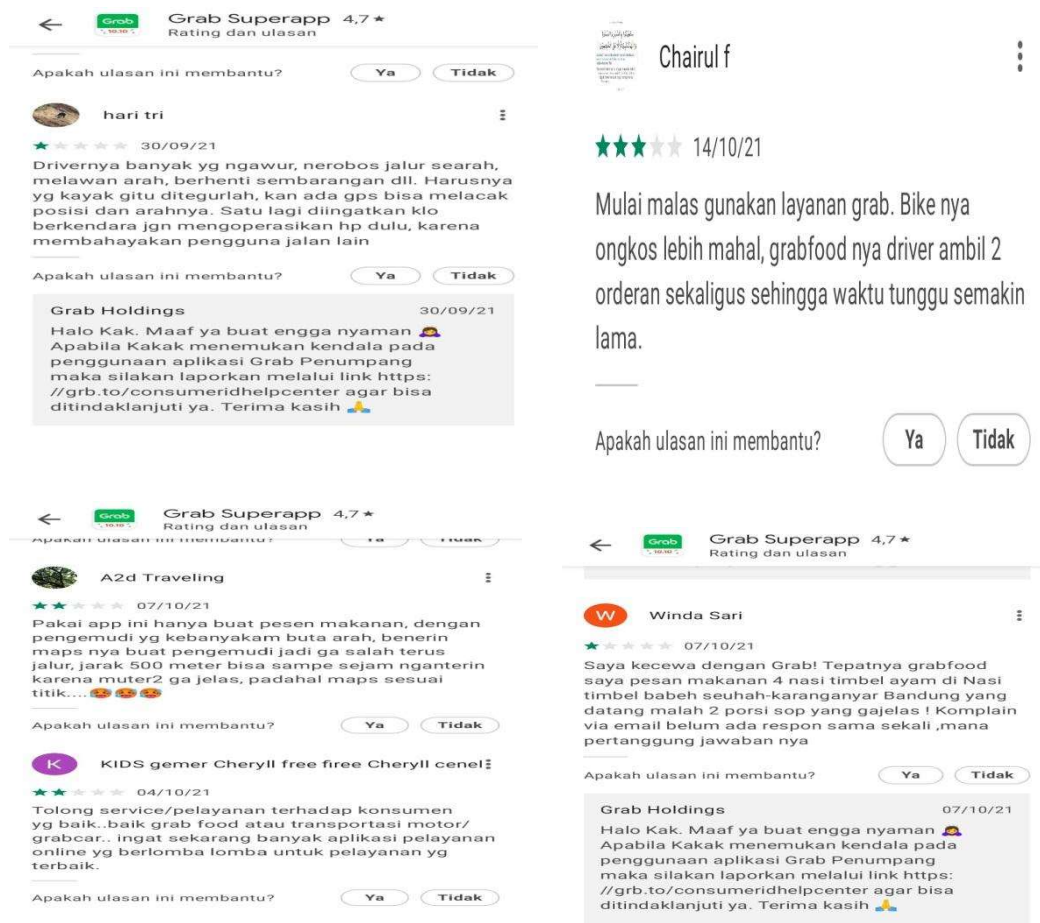 Grab Superapp 4,7★
Rating dan ulasan
Apakah ulasan ini membantu? Ya Tidak
hari tri
30/09/21
Drivernya banyak yg ngawur, nerobos jalur searah,
melawan arah, berhenti sembarangan dll. Harusnya
yg kayak gitu ditegurlah, kan ada gps bisa melacak
posisi dan arahnya. Satu lagi diingatkan klo
berkendara jgn mengoperasikan hp dulu, karena
membahayakan pengguna jalan lain
Apakah ulasan ini membantu? Ya Tidak
Grab Holdings 30/09/21
Halo Kak. Maaf ya buat engga nyaman 🙇‍♀️
Apabila Kakak menemukan kendala pada
penggunaan aplikasi Grab Penumpang
maka silakan laporkan melalui link https:
//grb.to/consumeridhelpcenter agar bisa
ditindaklanjuti ya. Terima kasih 🙏
Chairul f
14/10/21
Mulai malas gunakan layanan grab. Bike nya
ongkos lebih mahal, grabfood nya driver ambil 2
orderan sekaligus sehingga waktu tunggu semakin
lama.
Apakah ulasan ini membantu? Ya Tidak
Grab Superapp 4,7★
Rating dan ulasan
Apakah ulasan ini membantu? Ya Tidak
A2d Traveling
07/10/21
Pakai app ini hanya buat pesen makanan, dengan
pengemudi yg kebanyakam buta arah, benerin
maps nya buat pengemudi jadi ga salah terus
jalur, jarak 500 meter bisa sampe sejam nganterin
karena muter2 ga jelas, padahal maps sesuai
titik....🥵🥵🥵
Apakah ulasan ini membantu? Ya Tidak
K
KIDS gemer Cheryll free firee Cheryll cenel
04/10/21
Tolong service/pelayanan terhadap konsumen
yg baik..baik grab food atau transportasi motor/
grabcar.. ingat sekarang banyak aplikasi pelayanan
online yg berlomba lomba untuk pelayanan yg
terbaik.
Apakah ulasan ini membantu? Ya Tidak
Grab Superapp 4,7★
Rating dan ulasan
W
Winda Sari
07/10/21
Saya kecewa dengan Grab! Tepatnya grabfood
saya pesan makanan 4 nasi timbel ayam di Nasi
timbel babeh seuhah-karanganyar Bandung yang
datang malah 2 porsi sop yang gajelas ! Komplain
via email belum ada respon sama sekali ,mana
pertanggung jawaban nya
Apakah ulasan ini membantu? Ya Tidak
Grab Holdings 07/10/21
Halo Kak. Maaf ya buat engga nyaman 🙇‍♀️
Apabila Kakak menemukan kendala pada
penggunaan aplikasi Grab Penumpang
maka silakan laporkan melalui link https:
//grb.to/consumeridhelpcenter agar bisa
ditindaklanjuti ya. Terima kasih 🙏